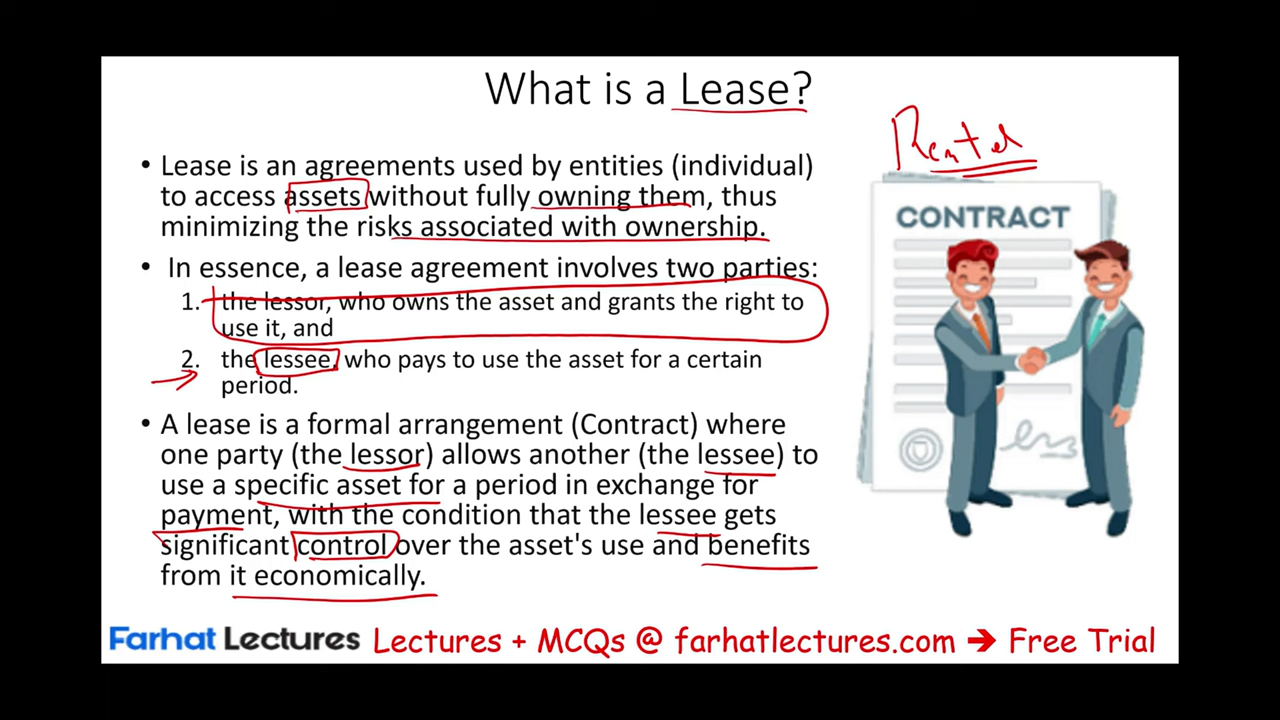 What is a Lease?
Rental
• Lease is an agreements used by entities (individual)
to access assets without fully owning them, thus
minimizing the risks associated with ownership.
• In essence, a lease agreement involves two parties:
1. the lessor, who owns the asset and grants the right to
use it, and
2. the lessee, who pays to use the asset for a certain
period.
• A lease is a formal arrangement (Contract) where
one party (the lessor) allows another (the lessee) to
use a specific asset for a period in exchange for
payment, with the condition that the lessee gets
significant control over the asset's use and benefits
from it economically.
CONTRACT
Farhat Lectures Lectures + MCQs @ farhatlectures.com → Free Trial